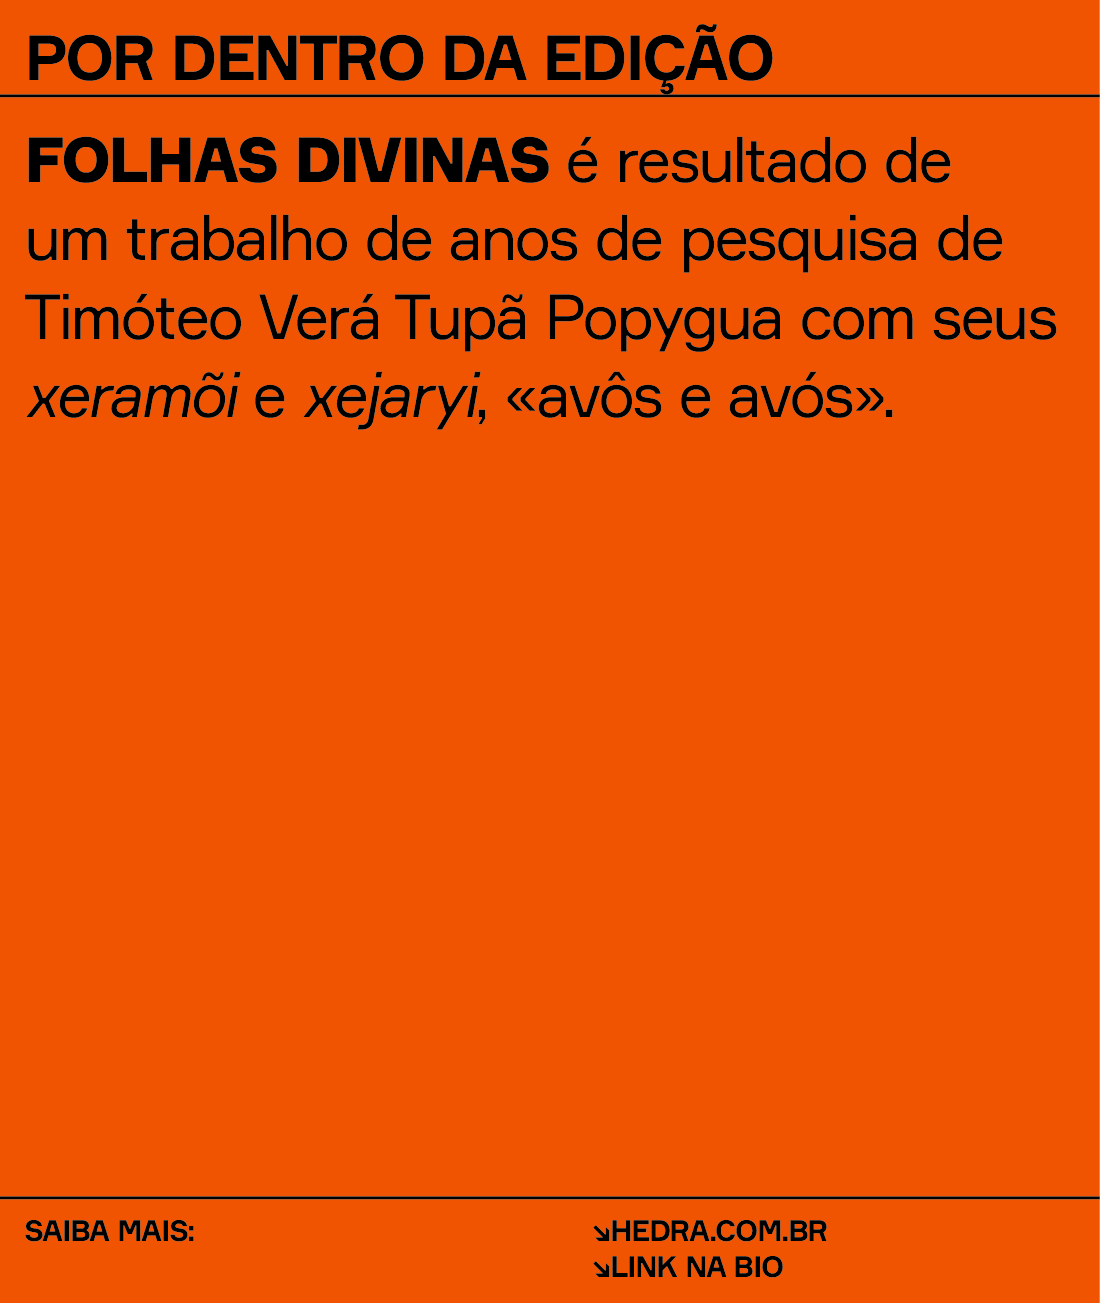 POR DENTRO DA EDIÇÃO
FOLHAS DIVINAS é resultado de
um trabalho de anos de pesquisa de
Timóteo Verá Tupã Popygua com seus
xeramõi e xejaryi, «avôs e avós».
SAIBA MAIS:
↘HEDRA.COM.BR
↘LINK NA BIO